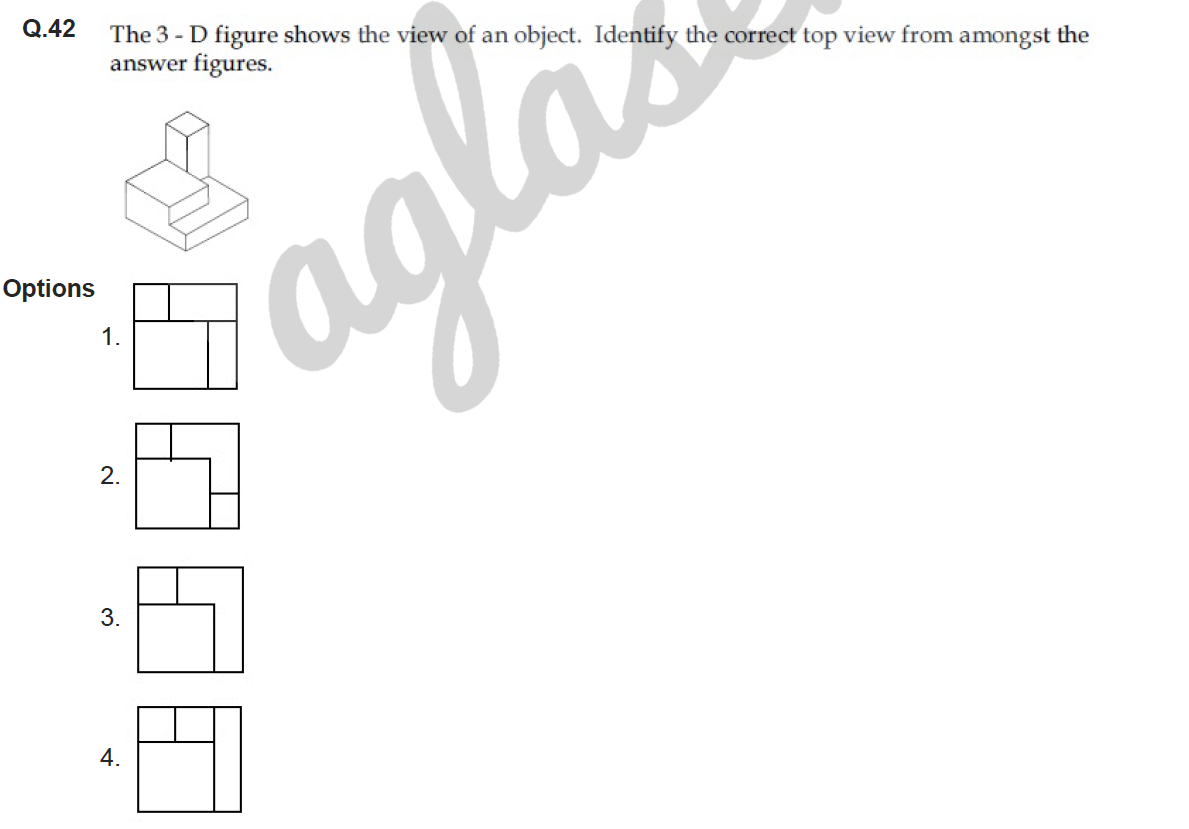 Q.42 The 3 - D figure shows the view of an object. Identify the correct top view from amongst the
answer figures.
Options
1.
2.
3.
4.